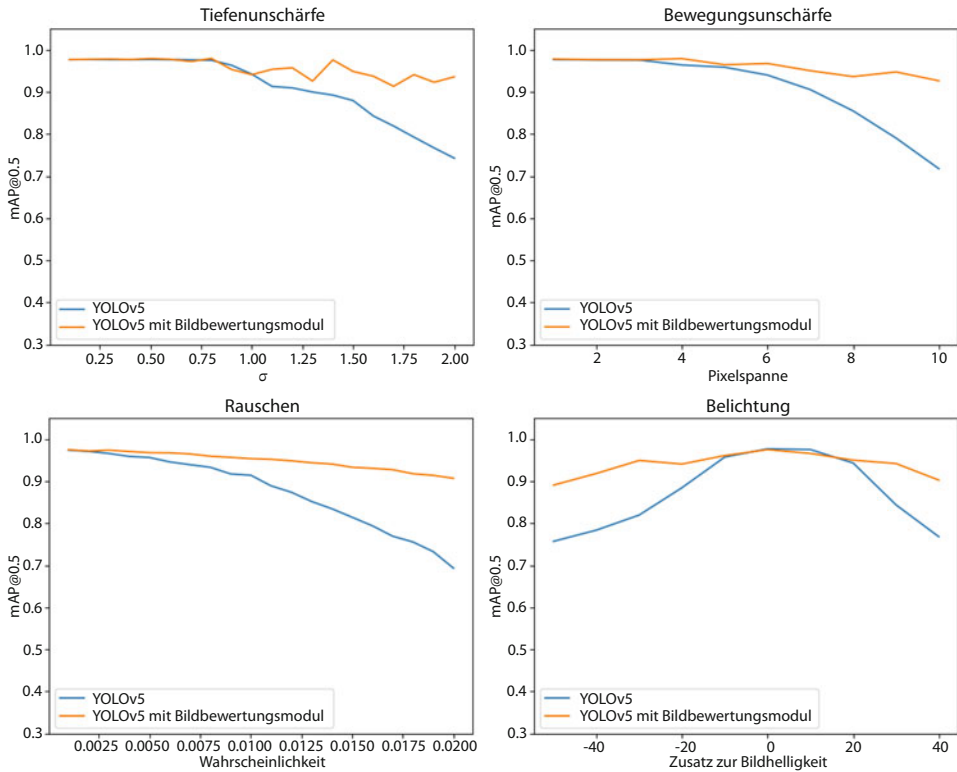 Tiefenunschärfe
1.0
0.9
0.8
0.7
0.6
0.5
0.4
0.3
mAP@0.5
YOLOv5
YOLOv5 mit Bildbewertungsmodul
0.25 0.50 0.75 1.00 1.25 1.50 1.75 2.00
σ
Bewegungsunschärfe
1.0
0.9
0.8
0.7
0.6
0.5
0.4
0.3
mAP@0.5
YOLOv5
YOLOv5 mit Bildbewertungsmodul
2 4 6 8 10
Pixelspanne
Rauschen
1.0
0.9
0.8
0.7
0.6
0.5
0.4
0.3
mAP@0.5
YOLOv5
YOLOv5 mit Bildbewertungsmodul
0.0025 0.0050 0.0075 0.0100 0.0125 0.0150 0.0175 0.0200
Wahrscheinlichkeit
Belichtung
1.0
0.9
0.8
0.7
0.6
0.5
0.4
0.3
mAP@0.5
YOLOv5
YOLOv5 mit Bildbewertungsmodul
-40 -20 0 20 40
Zusatz zur Bildhelligkeit